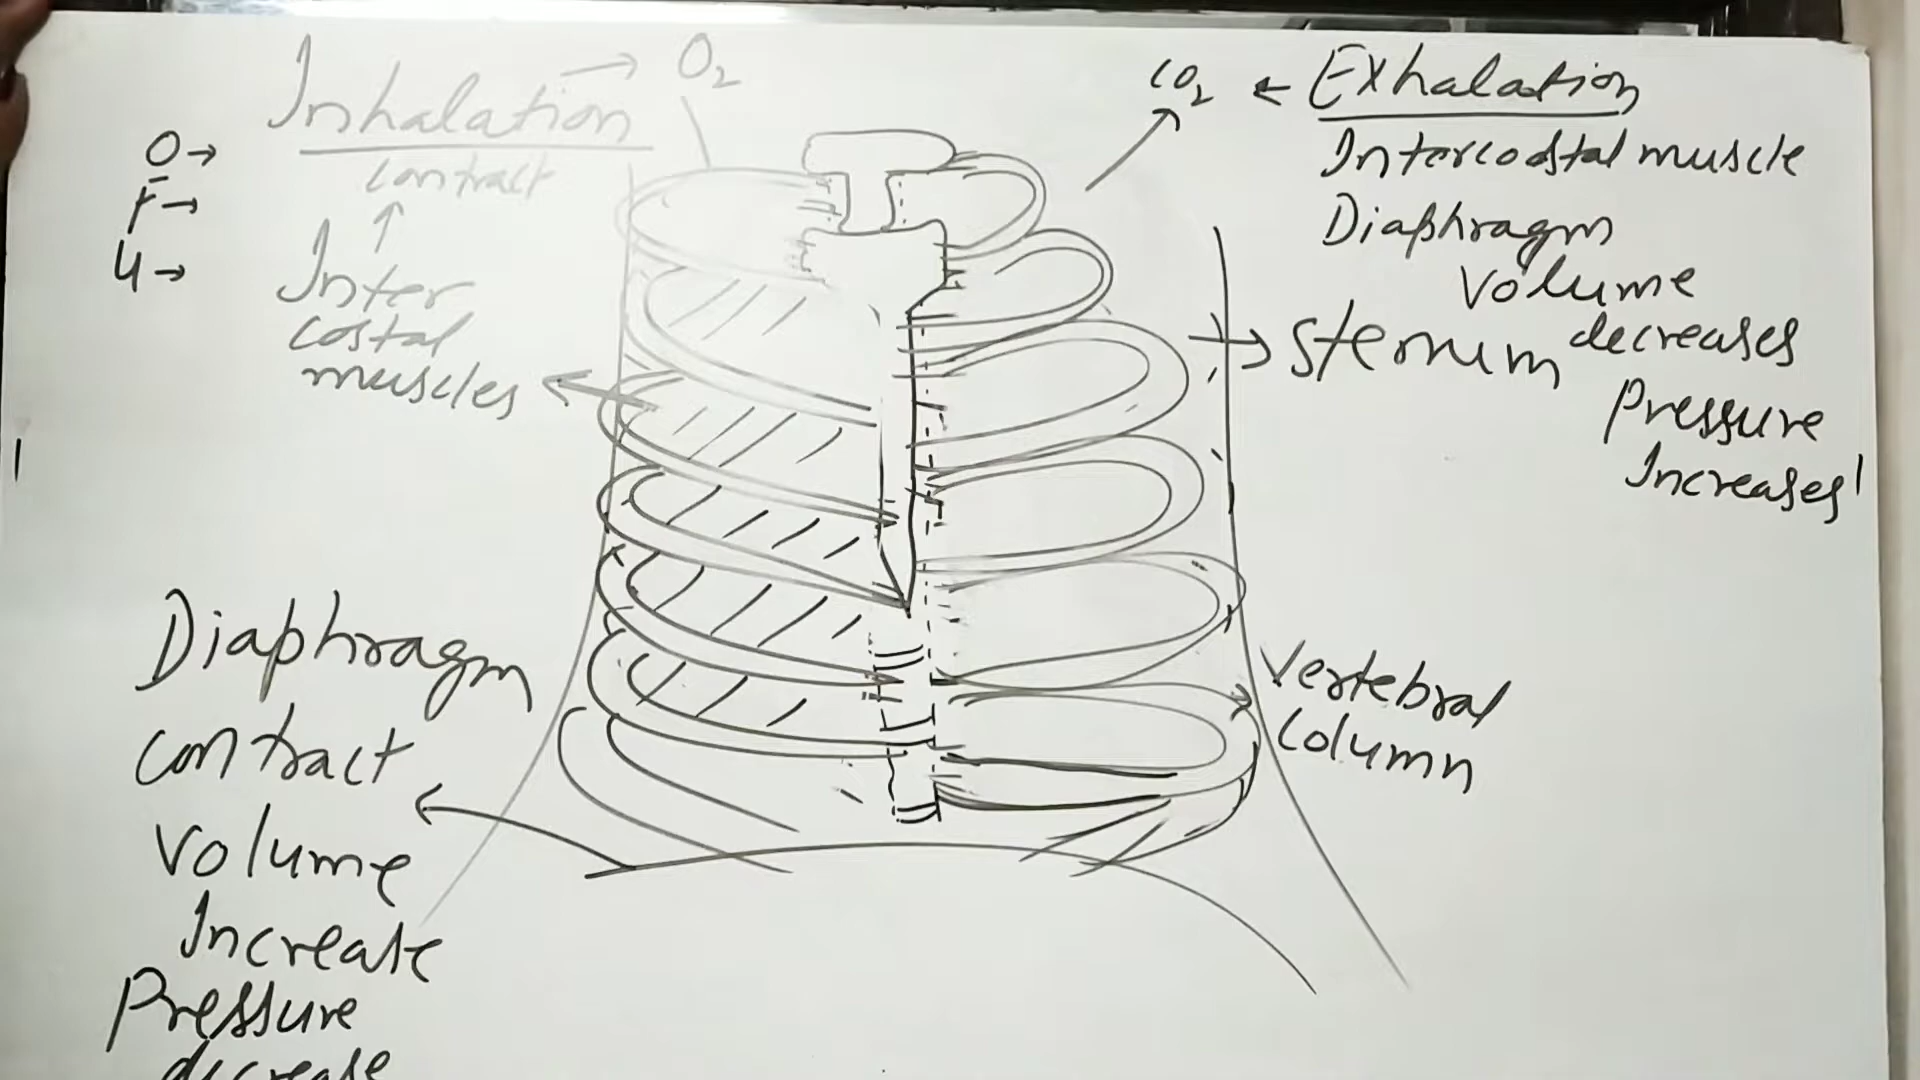 Inhalation → O2
contract
Inter
costal
muscles
O →
r →
4 →
CO2 ← Exhalation
Intercostal muscle
Diaphragm
volume
decreases
Pressure
Increases
sternum
Vertebral
column
Diaphragm
contract
volume
Increase
Pressure
decrease